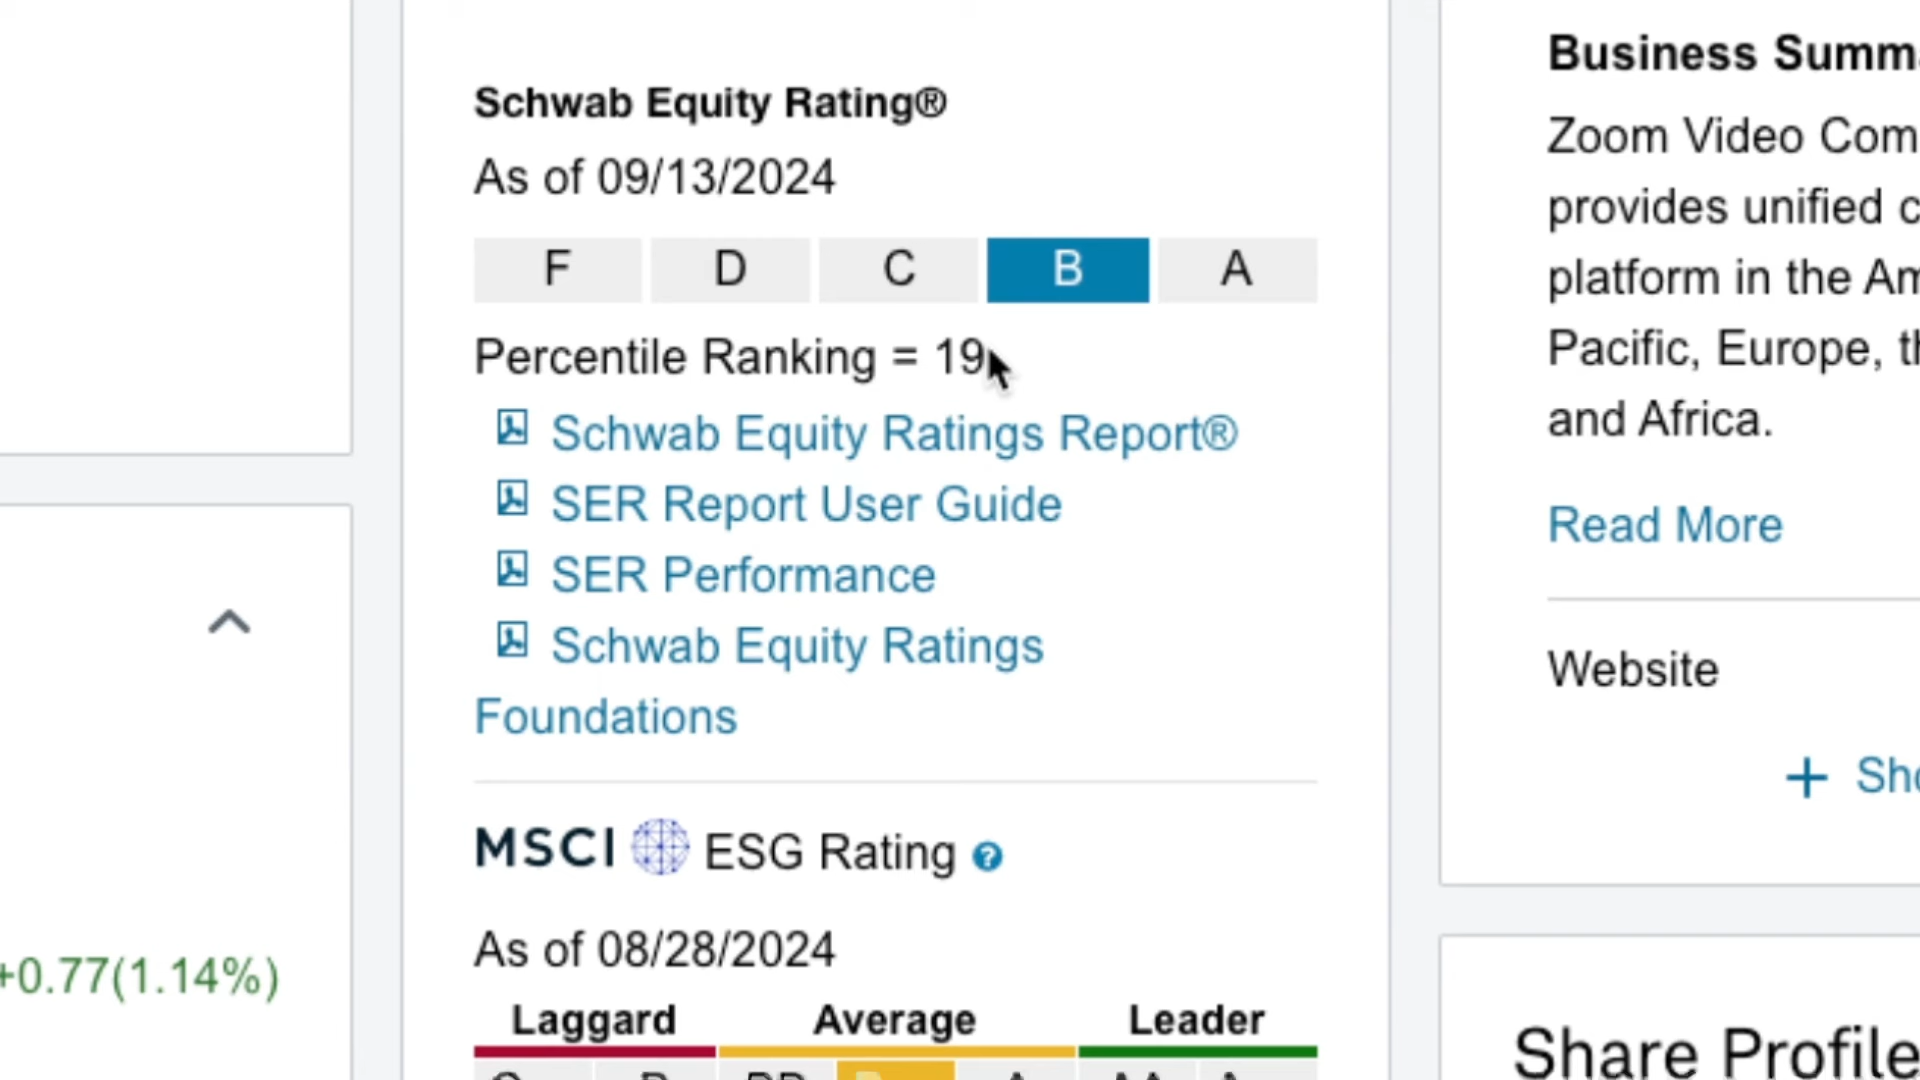 Schwab Equity Rating®
As of 09/13/2024
F D C B A
Percentile Ranking = 19
Schwab Equity Ratings Report®
SER Report User Guide
SER Performance
Schwab Equity Ratings
Foundations
MSCI ESG Rating ?
As of 08/28/2024
Laggard Average Leader
+0.77(1.14%)
Business Summ
Zoom Video Com
provides unified c
platform in the Am
Pacific, Europe, th
and Africa.
Read More
Website
+ Sho
Share Profile